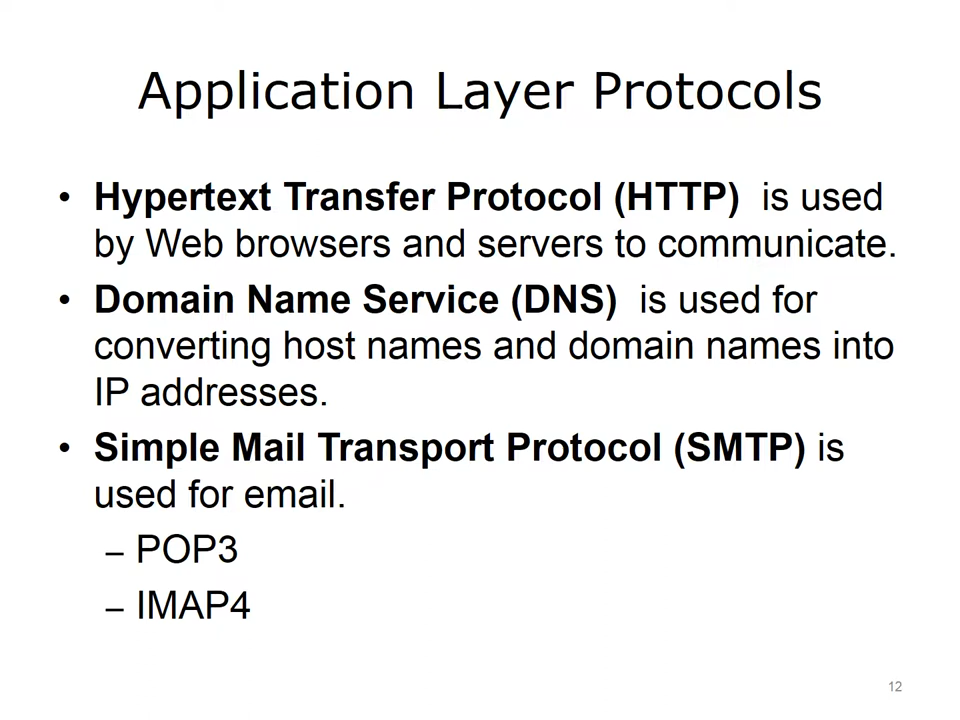 Application Layer Protocols
• Hypertext Transfer Protocol (HTTP) is used
by Web browsers and servers to communicate.
• Domain Name Service (DNS) is used for
converting host names and domain names into
IP addresses.
• Simple Mail Transport Protocol (SMTP) is
used for email.
– POP3
– IMAP4
12